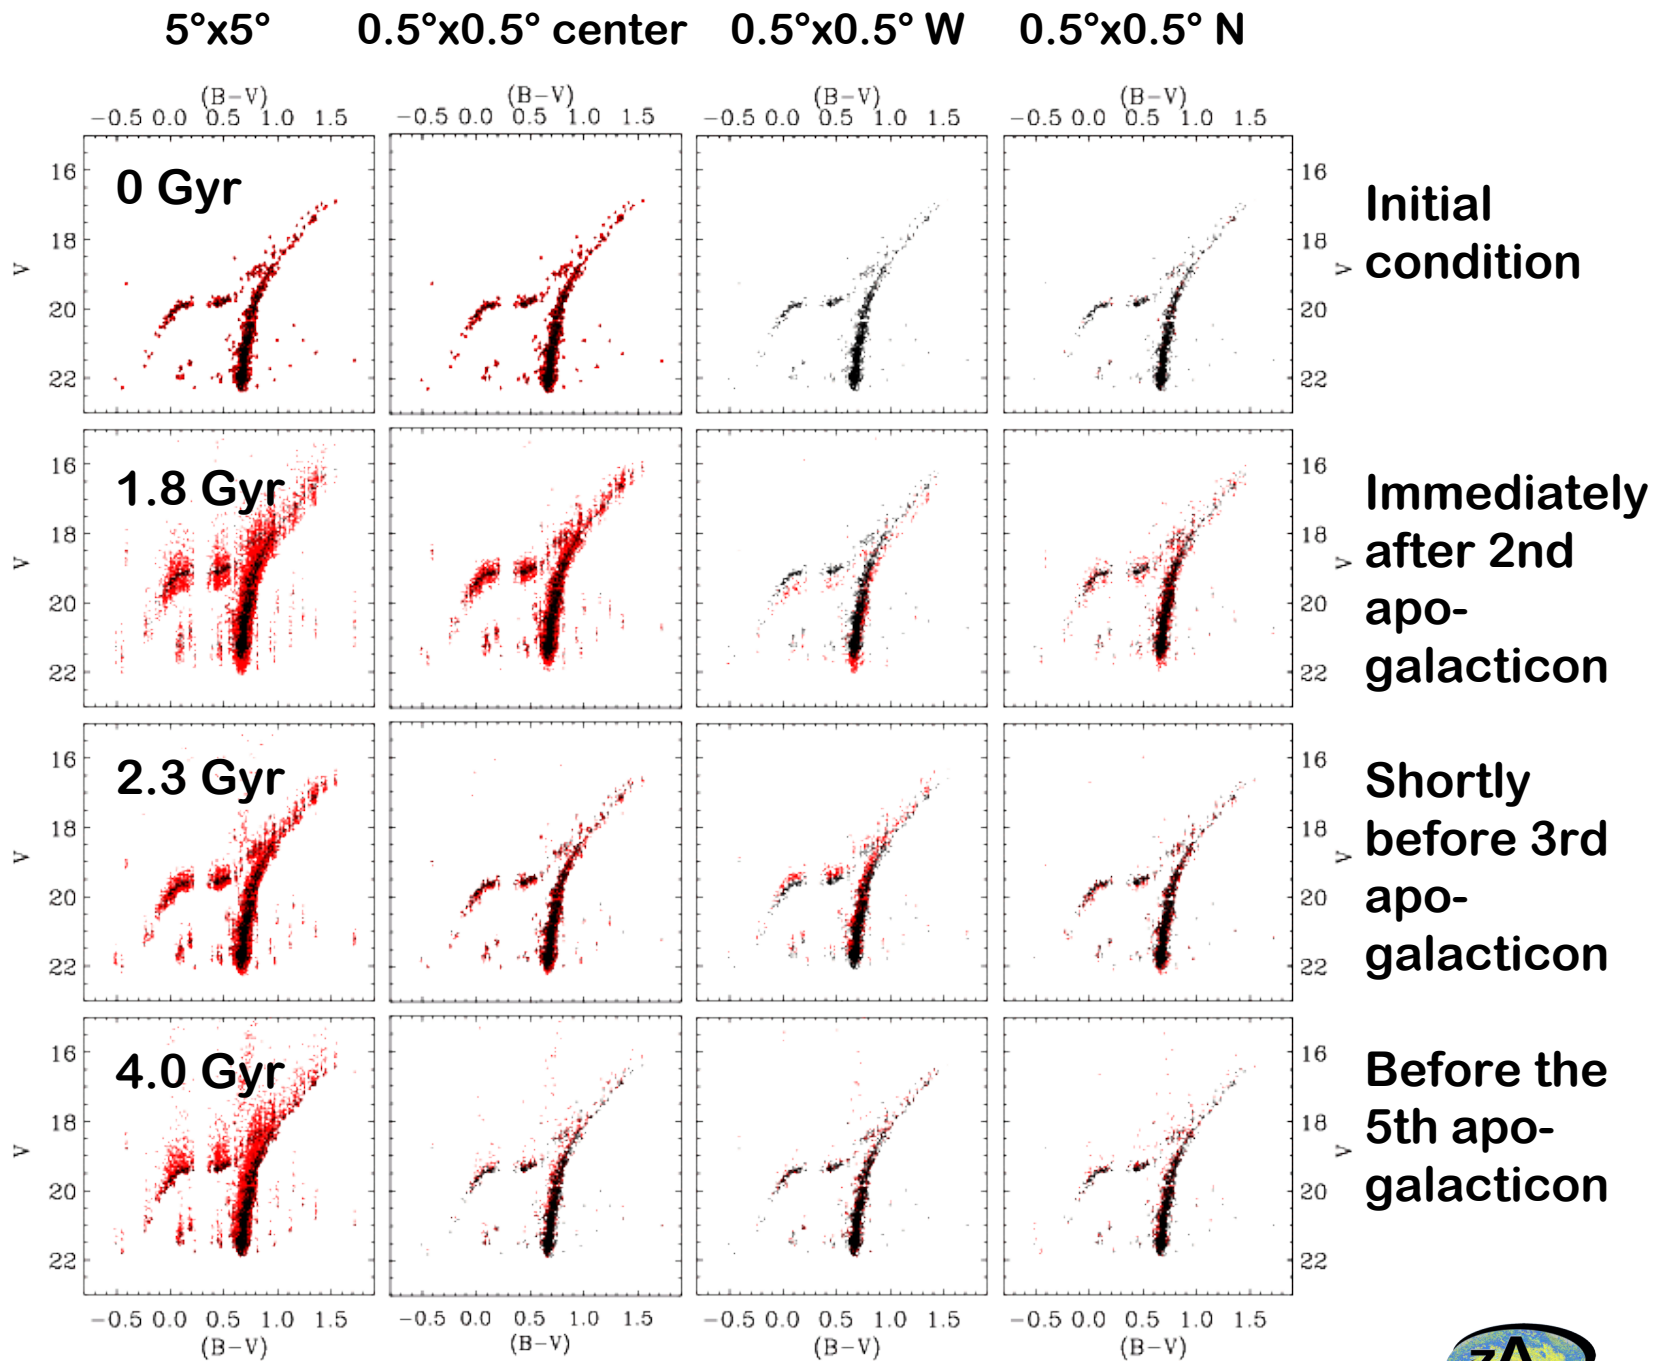 5°x5° 0.5°x0.5° center 0.5°x0.5° W 0.5°x0.5° N
(B−V) (B−V) (B−V) (B−V)
−0.5 0.0 0.5 1.0 1.5 −0.5 0.0 0.5 1.0 1.5 −0.5 0.0 0.5 1.0 1.5 −0.5 0.0 0.5 1.0 1.5
0 Gyr
16 16
18 18
V V
20 20
22 22
Initial
condition
1.8 Gyr
16 16
18 18
V V
20 20
22 22
Immediately
after 2nd
apo-
galacticon
2.3 Gyr
16 16
18 18
V V
20 20
22 22
Shortly
before 3rd
apo-
galacticon
4.0 Gyr
16 16
18 18
V V
20 20
22 22
Before the
5th apo-
galacticon
−0.5 0.0 0.5 1.0 1.5 −0.5 0.0 0.5 1.0 1.5 −0.5 0.0 0.5 1.0 1.5 −0.5 0.0 0.5 1.0 1.5
(B−V) (B−V) (B−V) (B−V)